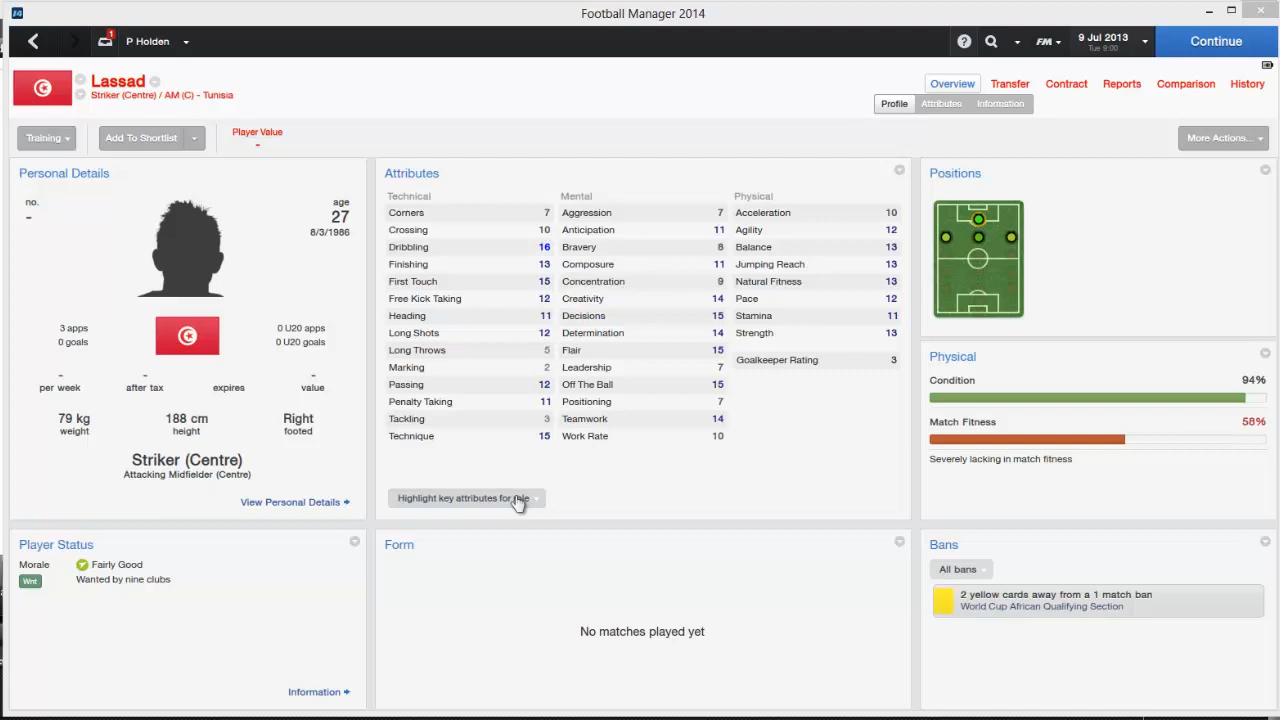 Football Manager 2014
1
P Holden
FM
9 Jul 2013
Tue 9:00
Continue
Lassad
Striker (Centre) / AM (C) - Tunisia
Overview Transfer Contract Reports Comparison History
Profile Attributes Information
Training
Add To Shortlist
Player Value
-
More Actions...
Personal Details
no.
-
age
27
8/3/1986
3 apps
0 goals
0 U20 apps
0 U20 goals
-
per week
-
after tax
expires
-
value
79 kg
weight
188 cm
height
Right
footed
Striker (Centre)
Attacking Midfielder (Centre)
View Personal Details
Attributes
Technical
Corners 7
Crossing 10
Dribbling 16
Finishing 13
First Touch 15
Free Kick Taking 12
Heading 11
Long Shots 12
Long Throws 5
Marking 2
Passing 12
Penalty Taking 11
Tackling 3
Technique 15
Mental
Aggression 7
Anticipation 11
Bravery 8
Composure 11
Concentration 9
Creativity 14
Decisions 15
Determination 14
Flair 15
Leadership 7
Off The Ball 15
Positioning 7
Teamwork 14
Work Rate 10
Physical
Acceleration 10
Agility 12
Balance 13
Jumping Reach 13
Natural Fitness 13
Pace 12
Stamina 11
Strength 13
Goalkeeper Rating 3
Highlight key attributes for
Positions
Physical
Condition 94%
Match Fitness 58%
Severely lacking in match fitness
Player Status
Morale Fairly Good
Wnt Wanted by nine clubs
Information
Form
No matches played yet
Bans
All bans
2 yellow cards away from a 1 match ban
World Cup African Qualifying Section